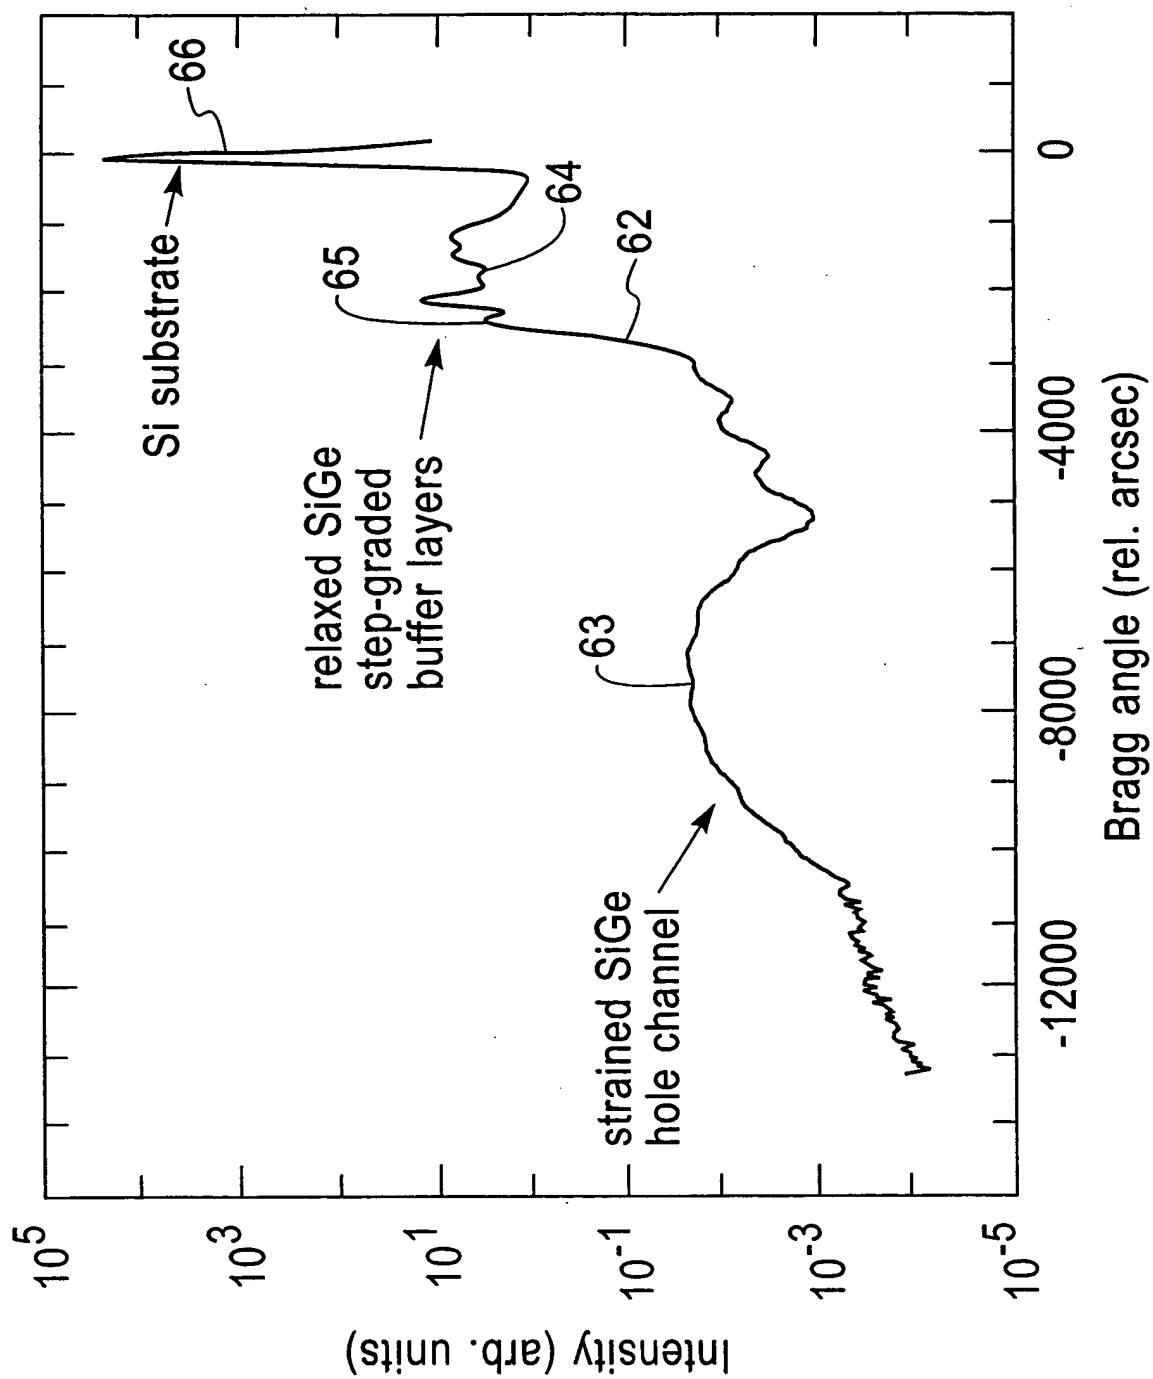 10^5
10^3
10^1
10^-1
10^-3
10^-5
Intensity (arb. units)
Si substrate
66
relaxed SiGe
step-graded
buffer layers
65
64
62
63
strained SiGe
hole channel
-12000
-8000
-4000
0
Bragg angle (rel. arcsec)